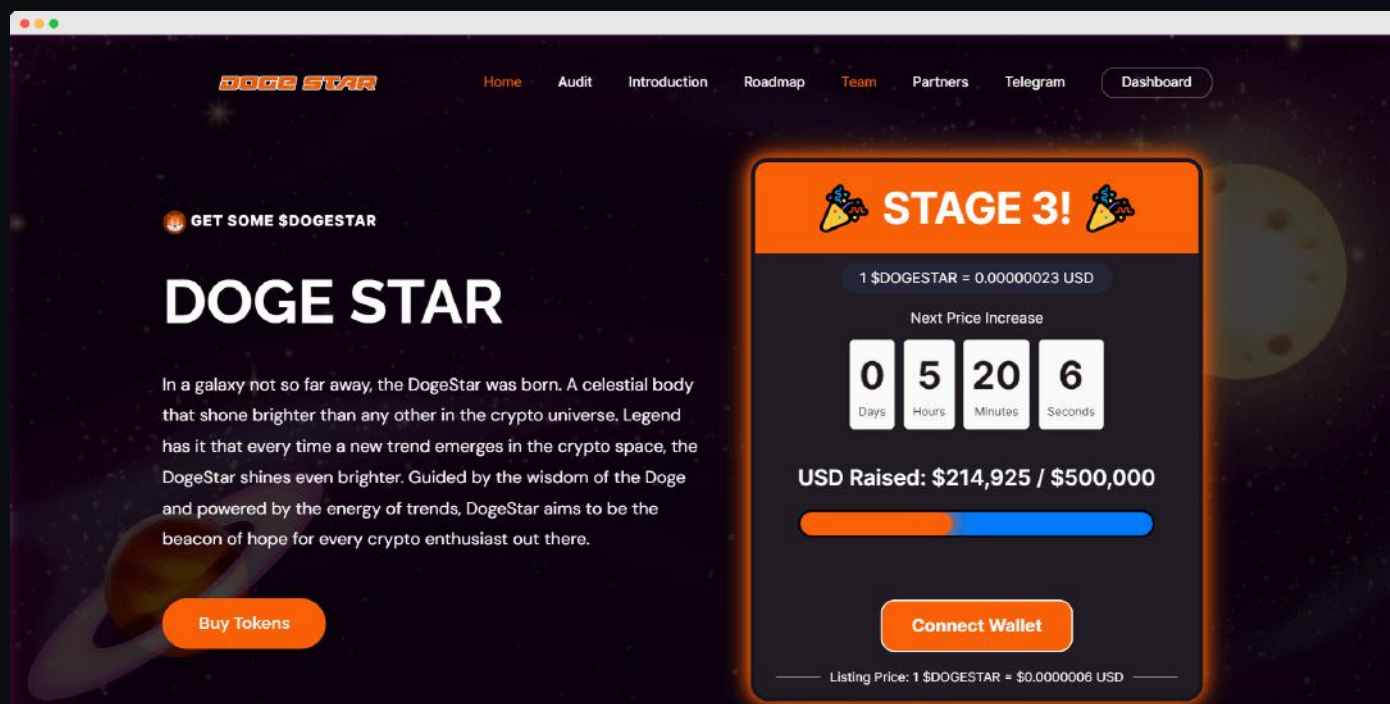 DOGE STAR
Home Audit Introduction Roadmap Team Partners Telegram Dashboard
GET SOME $DOGESTAR
DOGE STAR
In a galaxy not so far away, the DogeStar was born. A celestial body
that shone brighter than any other in the crypto universe. Legend
has it that every time a new trend emerges in the crypto space, the
DogeStar shines even brighter. Guided by the wisdom of the Doge
and powered by the energy of trends, DogeStar aims to be the
beacon of hope for every crypto enthusiast out there.
Buy Tokens
STAGE 3!
1 $DOGESTAR = 0.00000023 USD
Next Price Increase
0 5 20 6
Days Hours Minutes Seconds
USD Raised: $214,925 / $500,000
Connect Wallet
Listing Price: 1 $DOGESTAR = $0.0000006 USD